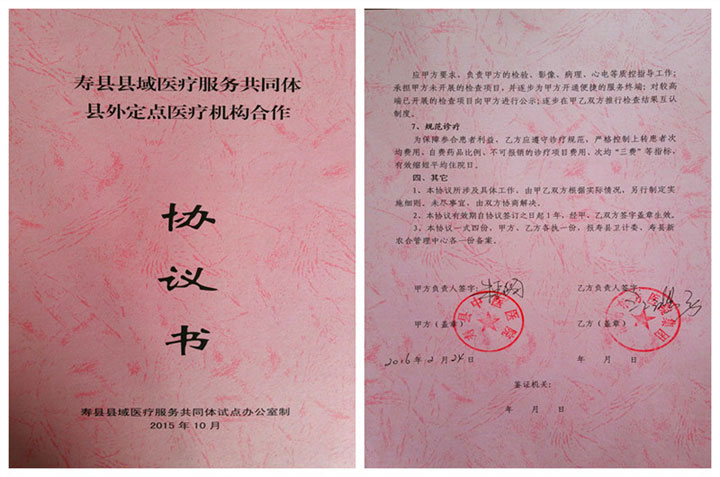 寿县县域医疗服务共同体
县外定点医疗机构合作
协
议
书
寿县县域医疗服务共同体试点办公室制
2015年10月
应甲方要求,负责甲方的检验、影像、病理、心电等质控指导工作;
承担甲方未开展的检查项目,并逐步为甲方开通便捷的服务终端;对较高
端已开展的检查项目向甲方进行公示;逐步在甲乙双方推行检查结果互认
制度。
7、规范诊疗
为保障参合患者利益,乙方应遵守诊疗规范,严格控制上转患者次
均费用、自费药品比例、不可报销的诊疗项目费用、次均“三费”等指标,
有效缩短平均住院日。
四、其它
1、本协议所涉及具体工作,由甲乙双方根据实际情况,另行制定实
施细则。未尽事宜,由双方协商解决。
2、本协议有效期自协议签订之日起1年,经甲、乙双方签字盖章生效。
3、本协议一式四份,甲方、乙方各执一份,报寿县卫计委、寿县新
农合管理中心各一份备案。
甲方负责人签字:
乙方负责人签字:
甲方(盖章)
乙方(盖章)
2016年2月24日
年 月 日
鉴证机关:
年 月 日